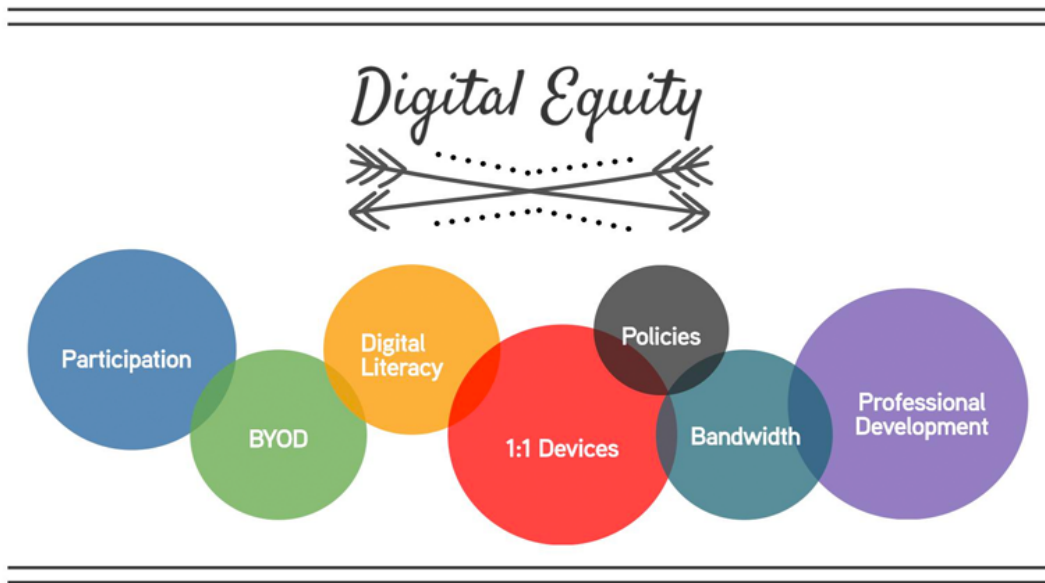 Digital Equity
Participation
BYOD
Digital
Literacy
1:1 Devices
Policies
Bandwidth
Professional
Development